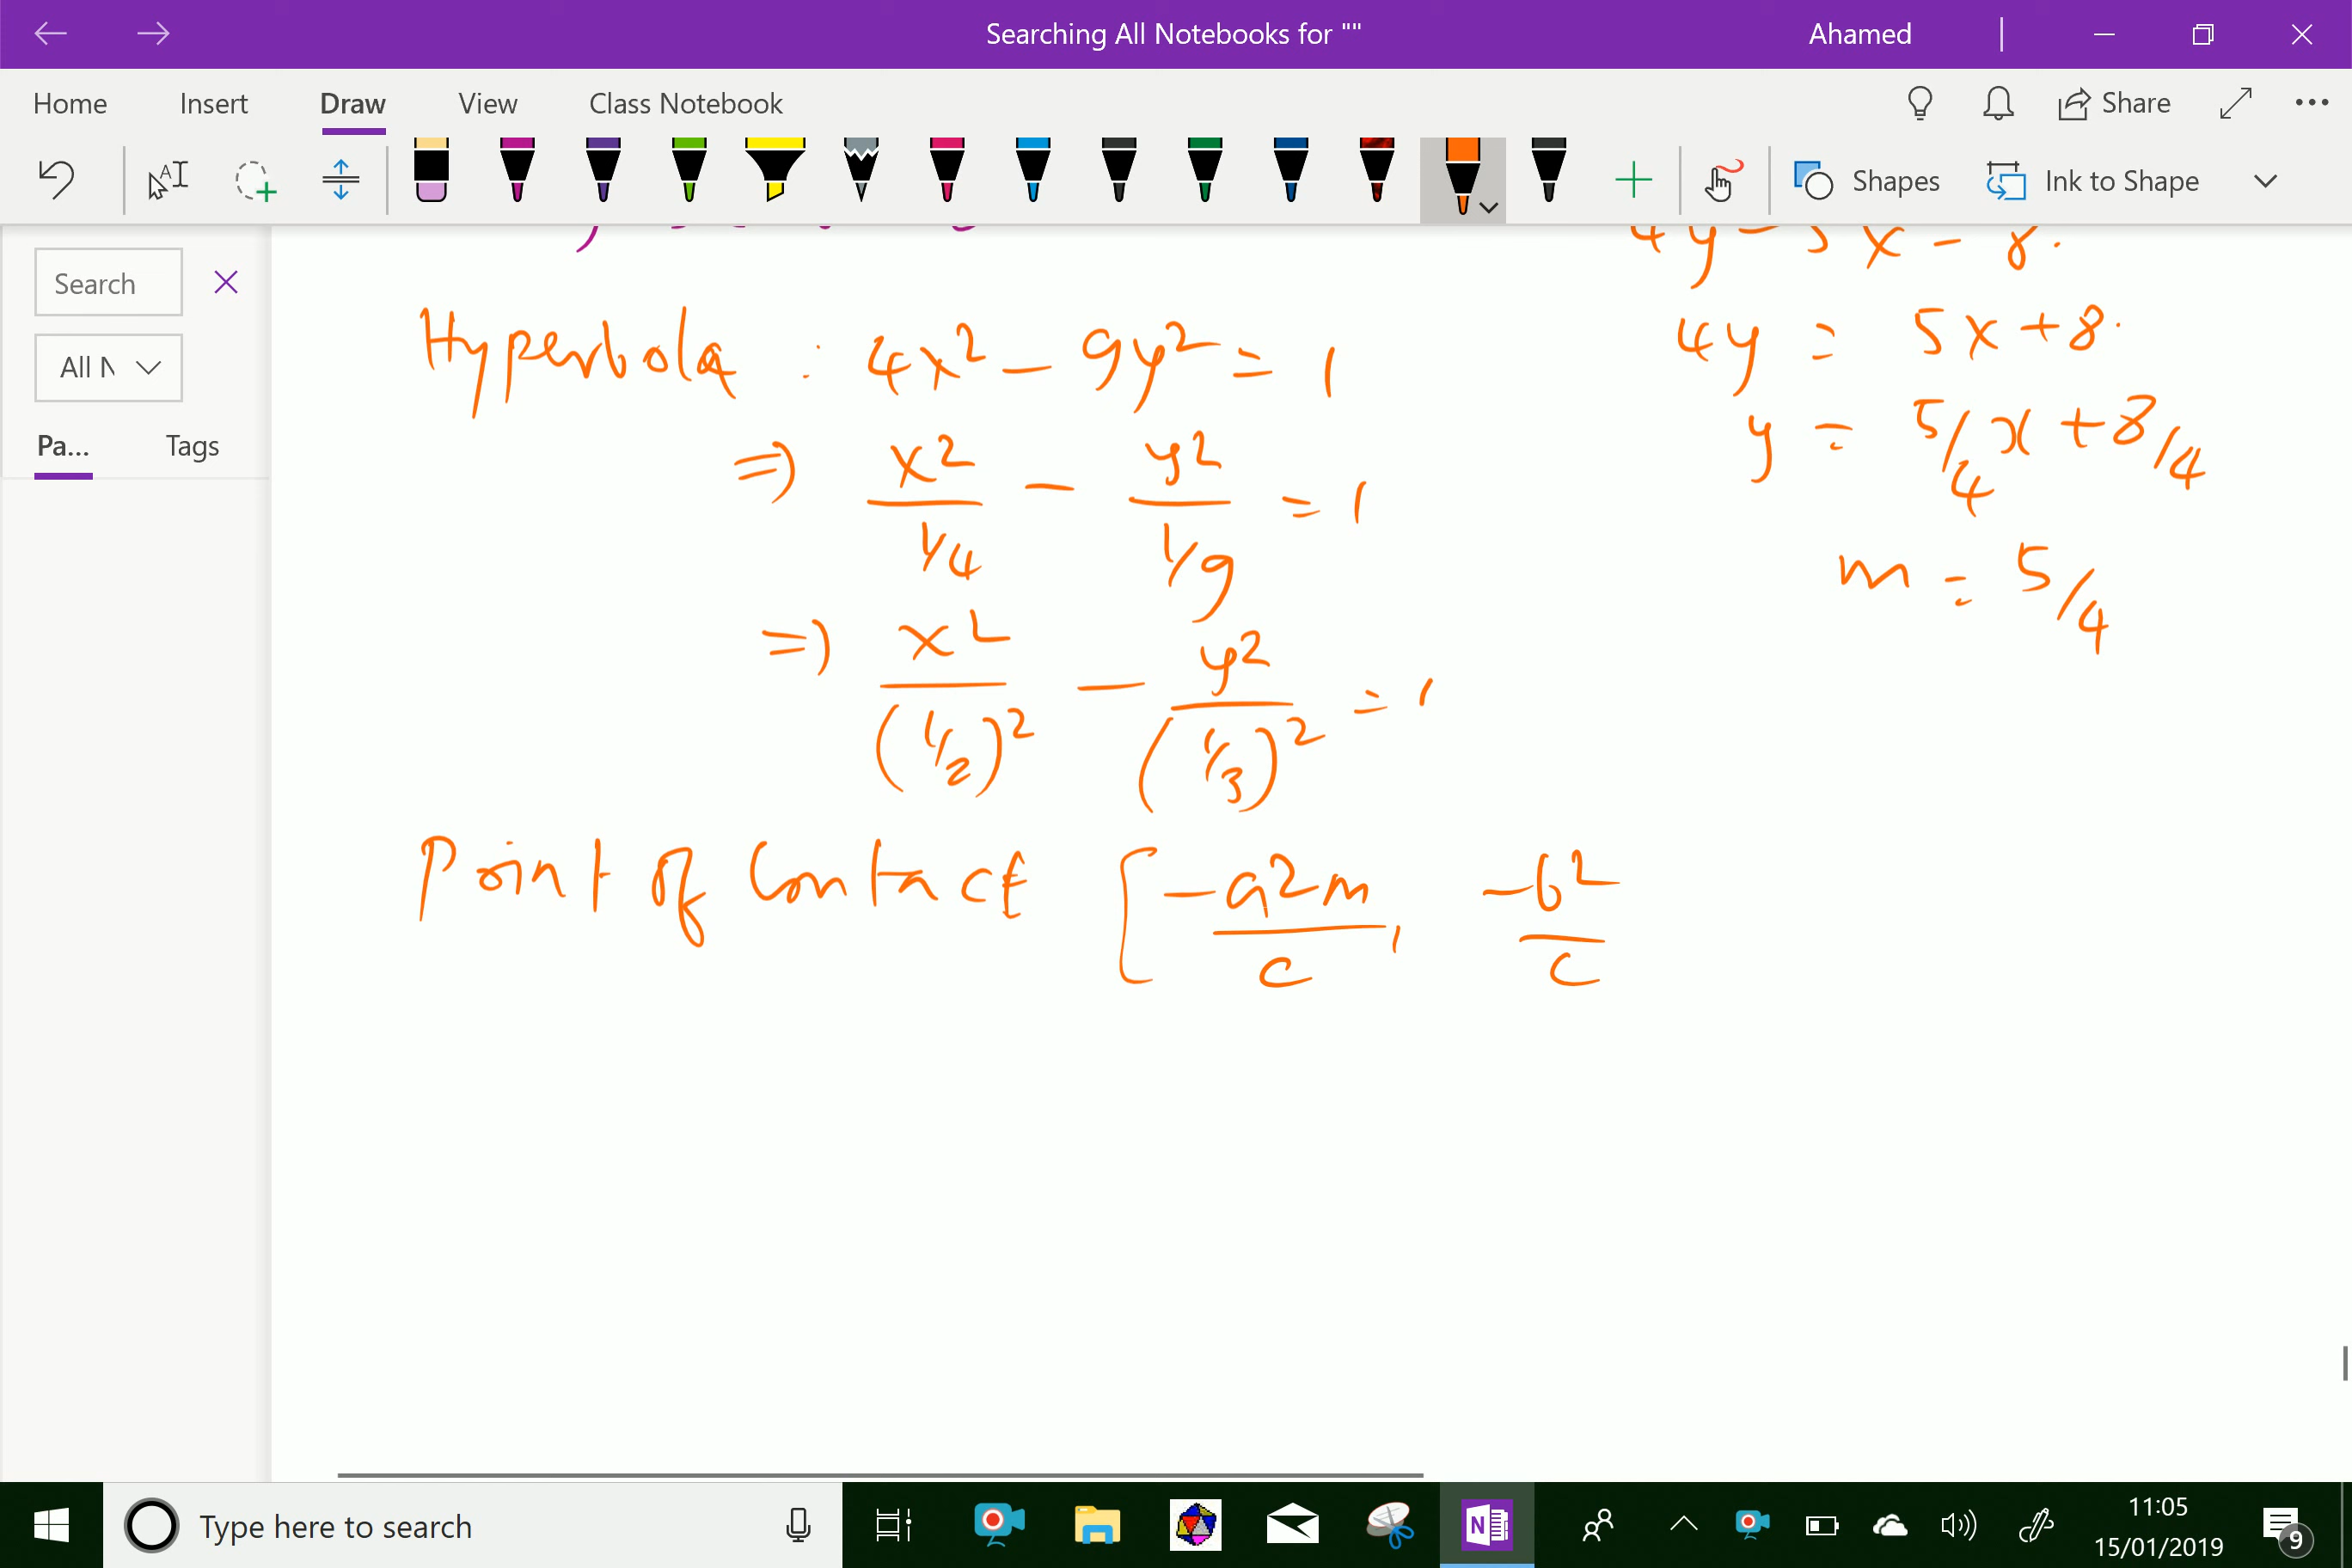 Searching All Notebooks for ""
Ahamed
Home Insert Draw View Class Notebook Share
Shapes Ink to Shape
Search
All N
Pa... Tags
Hyperbola : 4x² − 9y² = 1
⇒ x²/(1/4) − y²/(1/9) = 1
⇒ x²/(1/2)² − y²/(1/3)² = 1
Point of Contact [ −a²m/c , −b²/c
4y = 5x + 8.
y = 5/4 x + 8/4
m = 5/4
Type here to search
11:05
15/01/2019
9